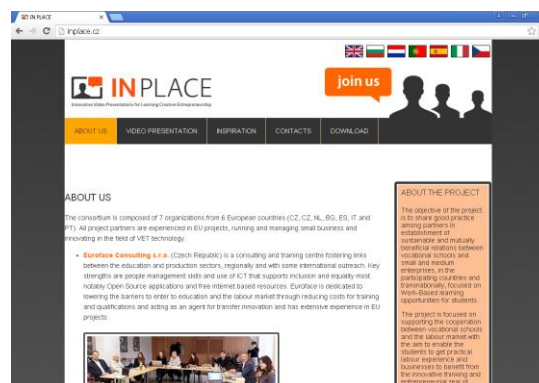 IN PLACE
inplace.cz
join us
INPLACE
Innovative Video Presentations for Learning Creative Entrepreneurship
ABOUT US VIDEO PRESENTATION INSPIRATION CONTACTS DOWNLOAD
ABOUT US
The consortium is composed of 7 organizations from 6 European countries (CZ, CZ, NL, BG, ES, IT and
PT). All project partners are experienced in EU projects, running and managing small business and
innovating in the field of VET technology.
Euroface Consulting s.r.o. (Czech Republic) is a consulting and training centre fostering links
between the education and production sectors, regionally and with some international outreach. Key
strengths are people management skills and use of ICT that supports inclusion and equality most
notably Open Source applications and free internet based resources. Euroface is dedicated to
lowering the barriers to enter to education and the labour market through reducing costs for training
and qualifications and acting as an agent for transfer innovation and has extensive experience in EU
projects.
ABOUT THE PROJECT
The objective of the project
is to share good practice
among partners in
establishment of
sustainable and mutually
beneficial relations between
vocational schools and
small and medium
enterprises, in the
participating countries and
transnationally, focused on
Work-Based learning
opportunities for students.
The project is focused on
supporting the cooperation
between vocational schools
and the labour market with
the aim to enable the
students to get practical
labour experience and
businesses to benefit from
the innovative thinking and
entrepreneurial zeal of